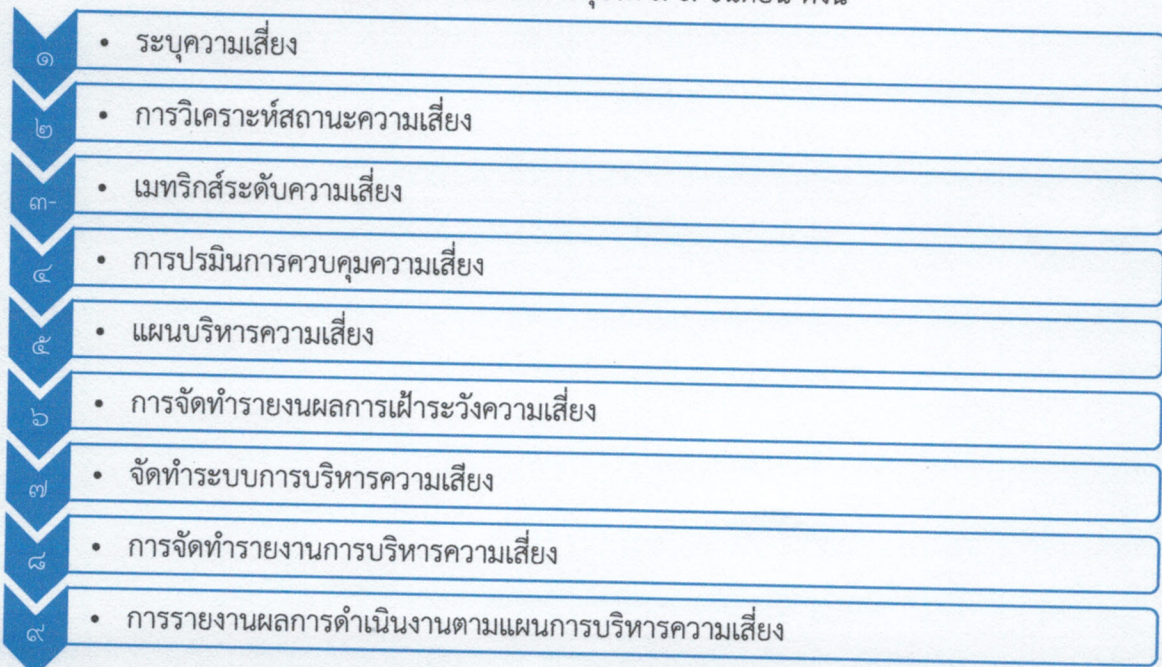 ขั้นตอน ดังนี้
๑ • ระบุความเสี่ยง
๒ • การวิเคราะห์สถานะความเสี่ยง
๓- • เมทริกส์ระดับความเสี่ยง
๔ • การปรมินการควบคุมความเสี่ยง
๕ • แผนบริหารความเสี่ยง
๖ • การจัดทำรายงนผลการเฝ้าระวังความเสี่ยง
๗ • จัดทำระบบการบริหารความเสียง
๘ • การจัดทำรายงานการบริหารความเสี่ยง
๙ • การรายงานผลการดำเนินงานตามแผนการบริหารความเสี่ยง